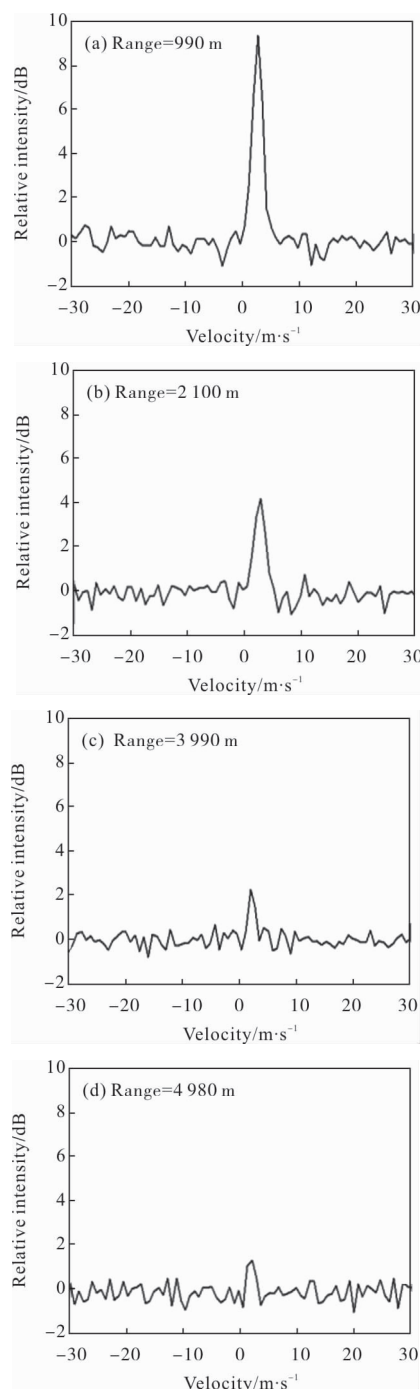 (a) Range=990 m
Relative intensity/dB
10
8
6
4
2
0
−2
−30 −20 −10 0 10 20 30
Velocity/m·s⁻¹
(b) Range=2 100 m
Relative intensity/dB
10
8
6
4
2
0
−2
−30 −20 −10 0 10 20 30
Velocity/m·s⁻¹
(c) Range=3 990 m
Relative intensity/dB
10
8
6
4
2
0
−2
−30 −20 −10 0 10 20 30
Velocity/m·s⁻¹
(d) Range=4 980 m
Relative intensity/dB
10
8
6
4
2
0
−2
−30 −20 −10 0 10 20 30
Velocity/m·s⁻¹